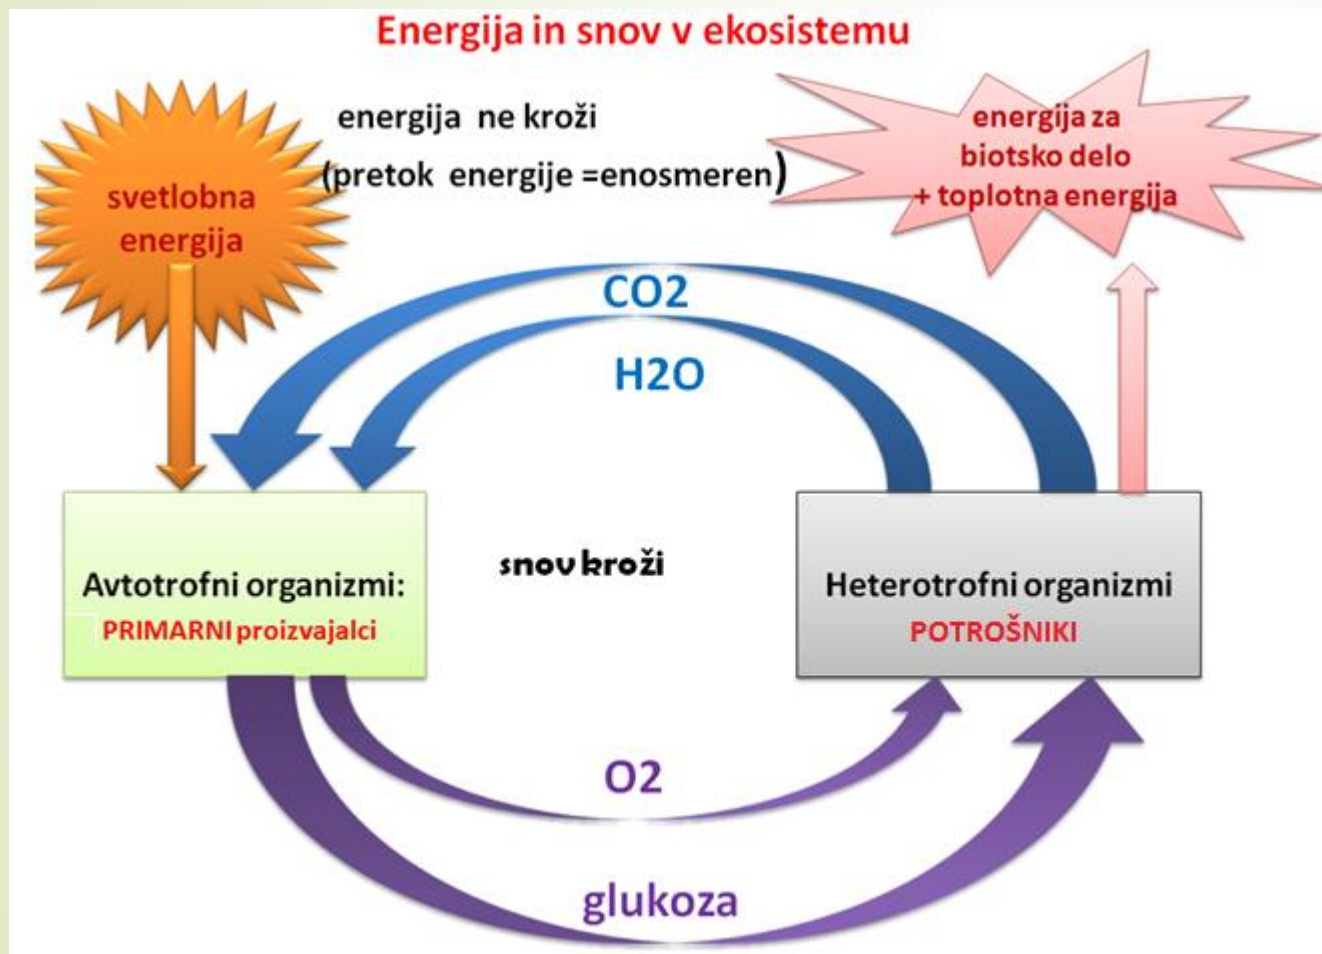 Energija in snov v ekosistemu
energija ne kroži
(pretok energije =enosmeren)
svetlobna
energija
energija za
biotsko delo
+ toplotna energija
CO2
H2O
snov kroži
Avtotrofni organizmi:
PRIMARNI proizvajalci
Heterotrofni organizmi
POTROŠNIKI
O2
glukoza